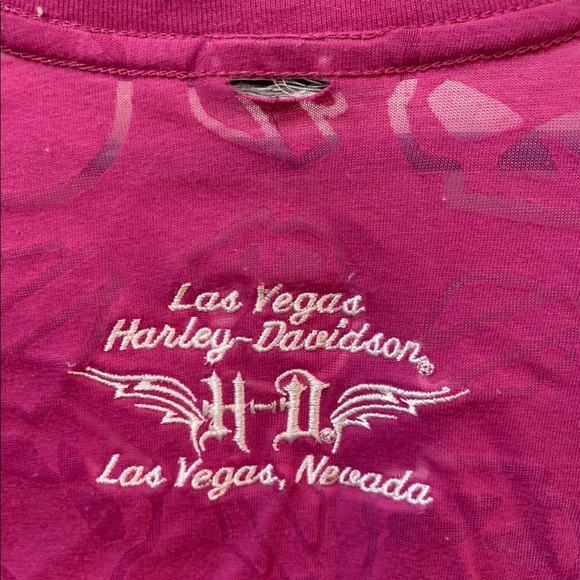 Las Vegas
Harley-Davidson®
H-D®
Las Vegas, Nevada